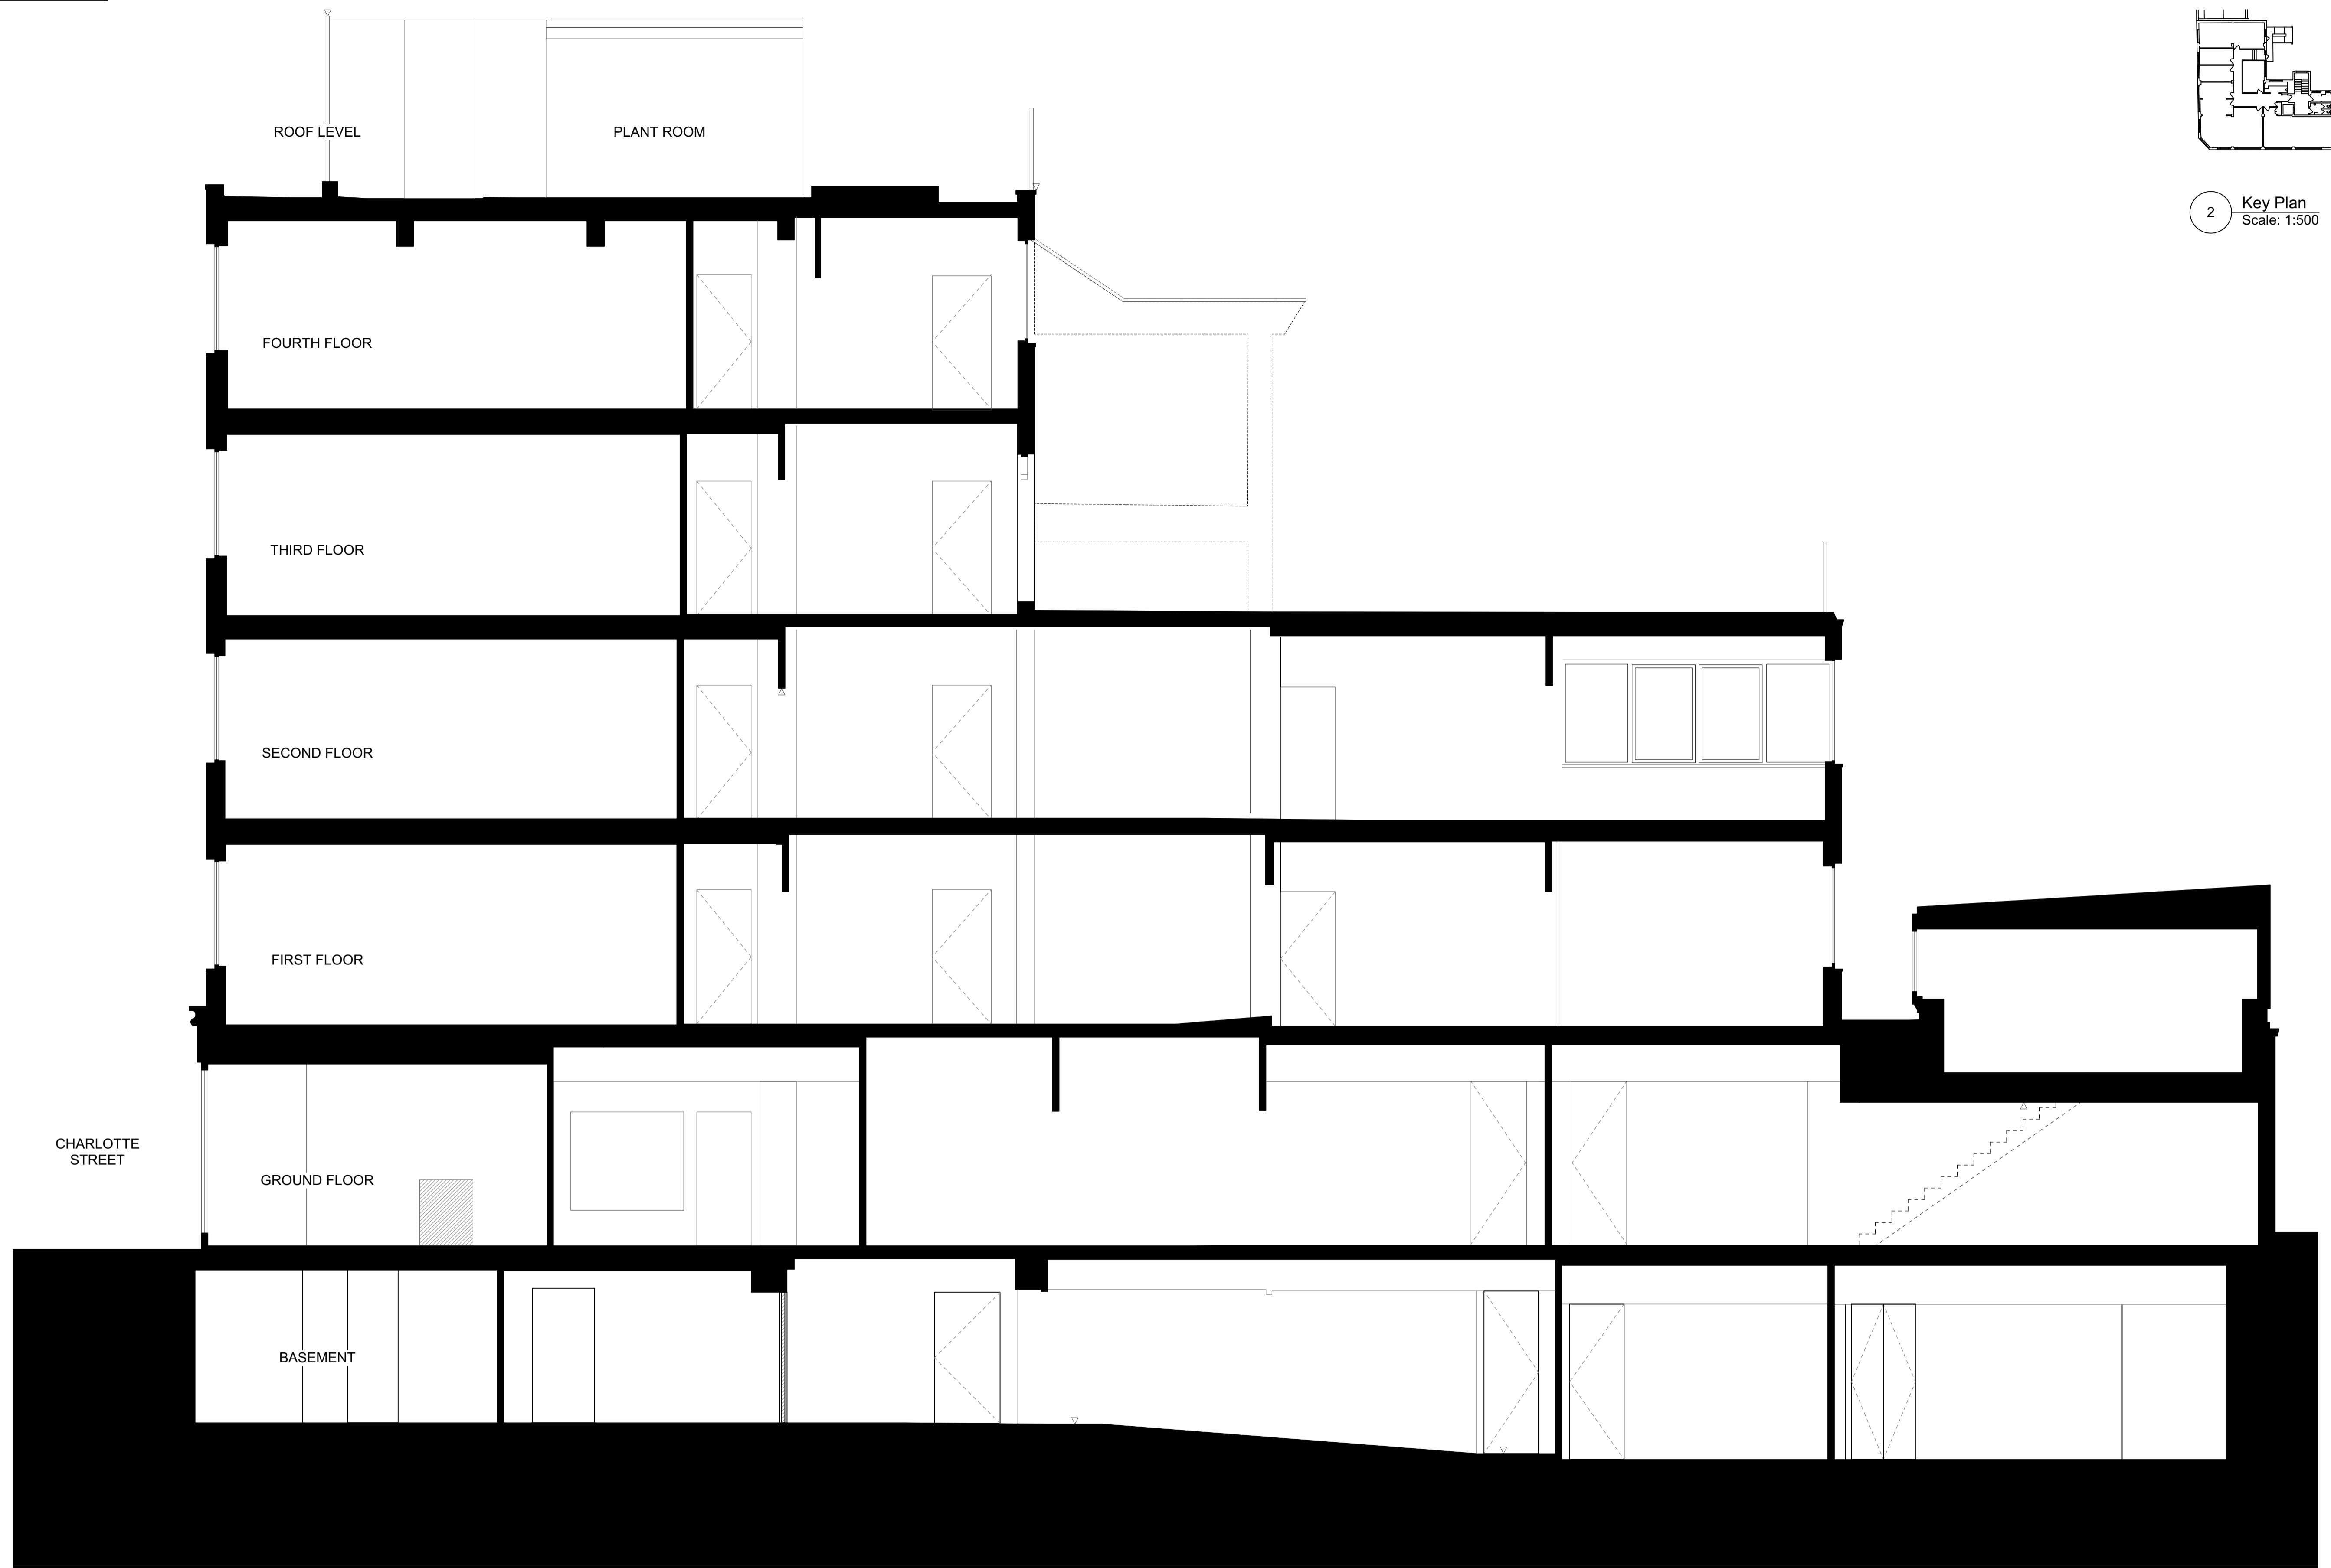 ROOF LEVEL
PLANT ROOM
2
Key Plan
Scale: 1:500
FOURTH FLOOR
THIRD FLOOR
SECOND FLOOR
FIRST FLOOR
CHARLOTTE
STREET
GROUND FLOOR
BASEMENT